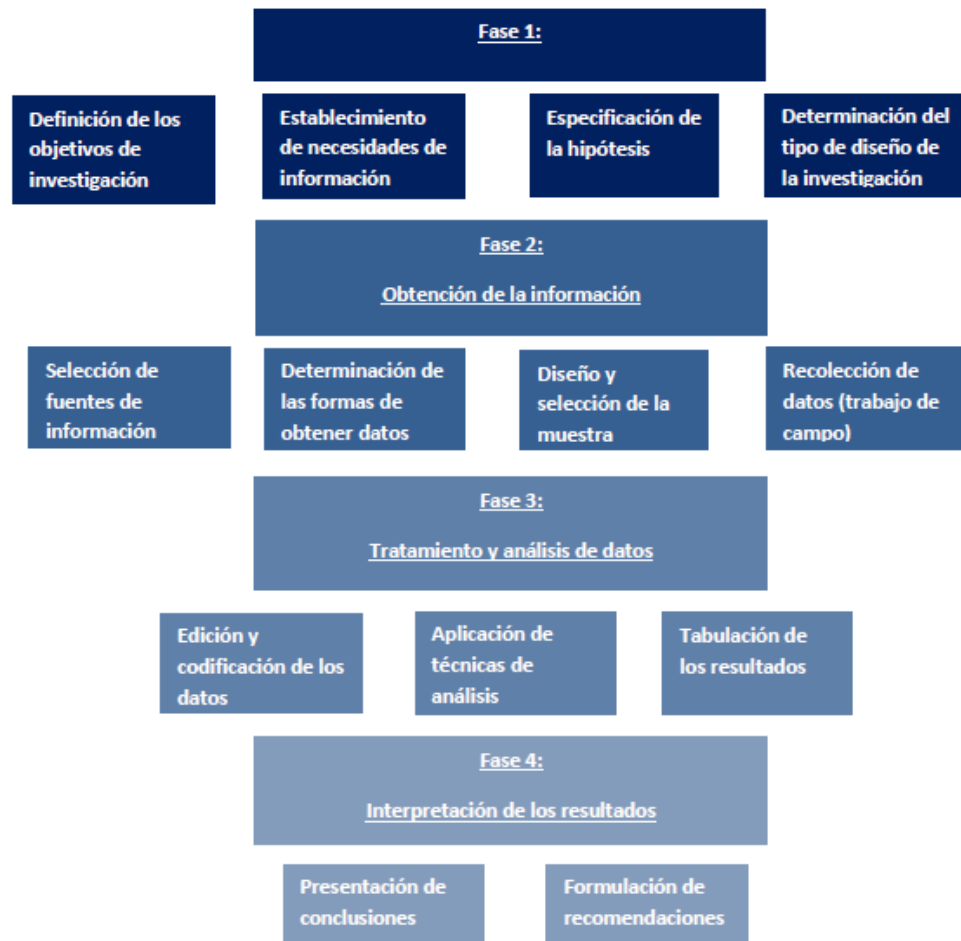 Fase 1:
Definición de los
objetivos de
investigación
Establecimiento
de necesidades de
información
Especificación de
la hipótesis
Determinación del
tipo de diseño de
la investigación
Fase 2:
Obtención de la información
Selección de
fuentes de
información
Determinación de
las formas de
obtener datos
Diseño y
selección de la
muestra
Recolección de
datos (trabajo de
campo)
Fase 3:
Tratamiento y análisis de datos
Edición y
codificación de los
datos
Aplicación de
técnicas de
análisis
Tabulación de
los resultados
Fase 4:
Interpretación de los resultados
Presentación de
conclusiones
Formulación de
recomendaciones